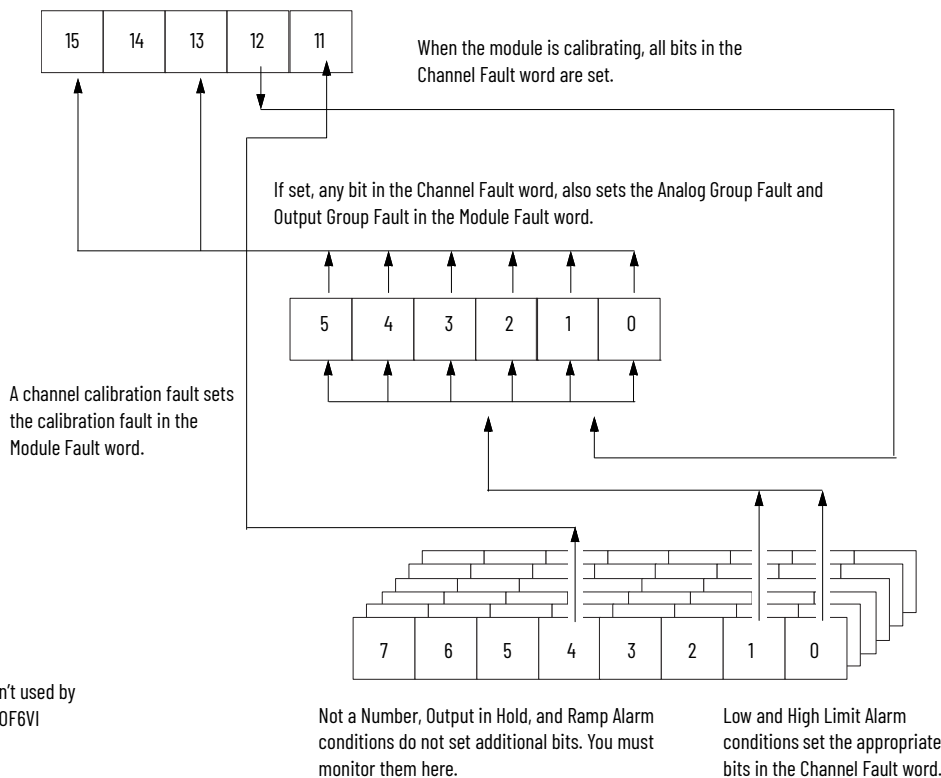 15 14 13 12 11
When the module is calibrating, all bits in the
Channel Fault word are set.
If set, any bit in the Channel Fault word, also sets the Analog Group Fault and
Output Group Fault in the Module Fault word.
5 4 3 2 1 0
A channel calibration fault sets
the calibration fault in the
Module Fault word.
7 6 5 4 3 2 1 0
n't used by
OF6VI
Not a Number, Output in Hold, and Ramp Alarm
conditions do not set additional bits. You must
monitor them here.
Low and High Limit Alarm
conditions set the appropriate
bits in the Channel Fault word.